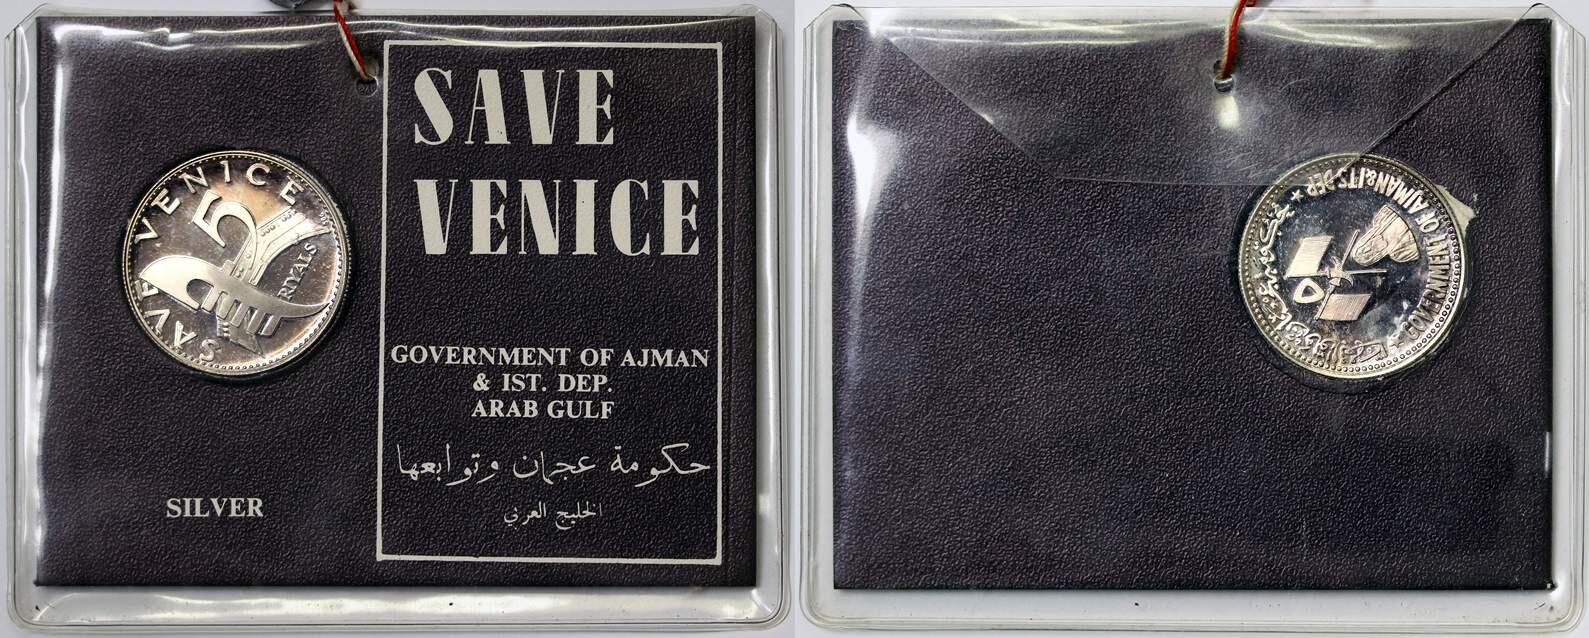 SAVE VENICE
5
RIYALS
SILVER
SAVE
VENICE
GOVERNMENT OF AJMAN
& IST. DEP.
ARAB GULF
حكومة عجمان وتوابعها
الخليج العربي
GOVERNMENT OF AJMAN & ITS DEP
٥